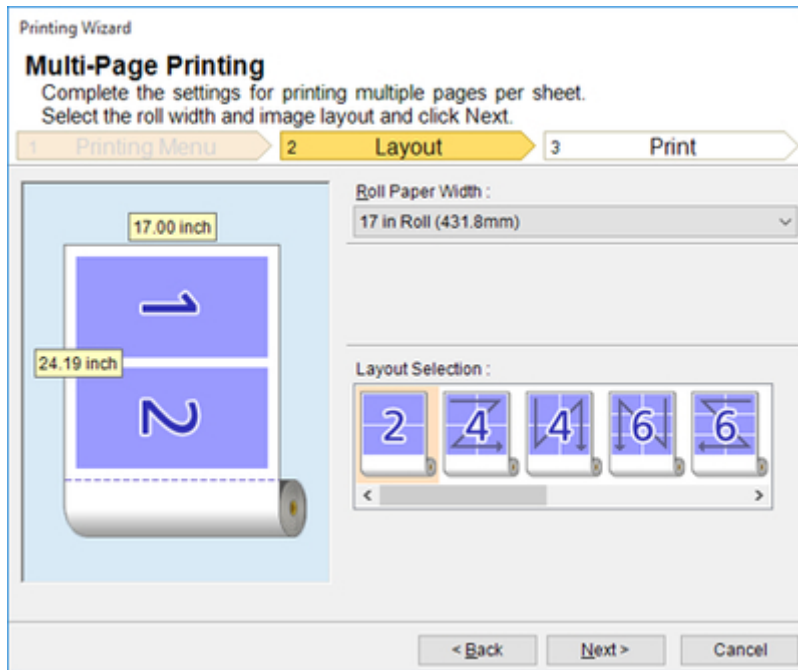 Printing Wizard
Multi-Page Printing
Complete the settings for printing multiple pages per sheet.
Select the roll width and image layout and click Next.
1 Printing Menu 2 Layout 3 Print
Roll Paper Width :
17.00 inch
17 in Roll (431.8mm)
1
24.19 inch
2
Layout Selection :
2 4 4 6 6
< Back Next > Cancel